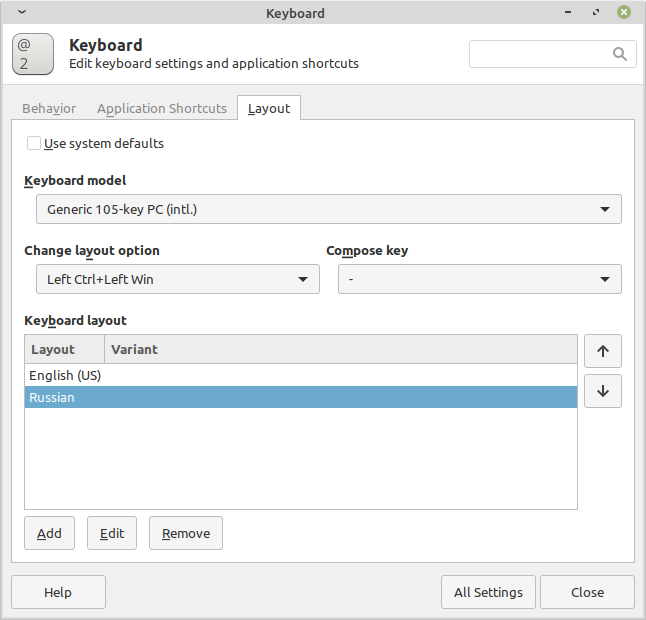 Keyboard
@
2
Keyboard
Edit keyboard settings and application shortcuts
Behavior Application Shortcuts Layout
Use system defaults
Keyboard model
Generic 105-key PC (intl.)
Change layout option Compose key
Left Ctrl+Left Win -
Keyboard layout
Layout Variant
English (US)
Russian
Add Edit Remove
Help All Settings Close